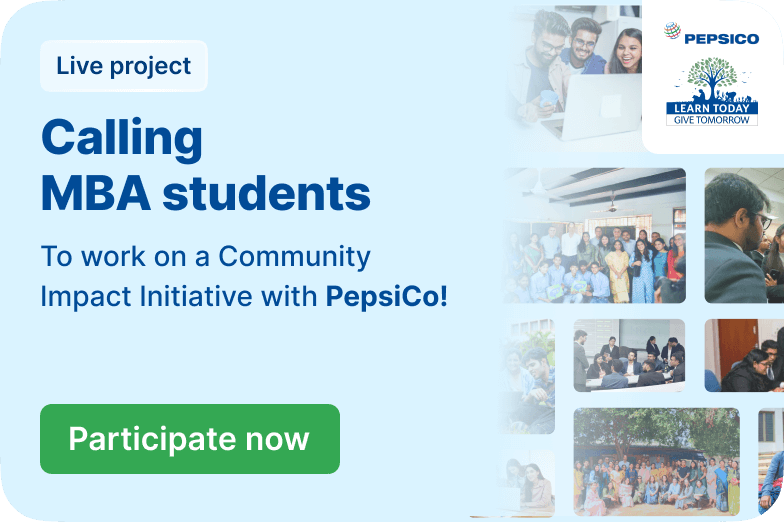 Live project
Calling
MBA students
To work on a Community
Impact Initiative with PepsiCo!
Participate now
PEPSICO
LEARN TODAY
GIVE TOMORROW